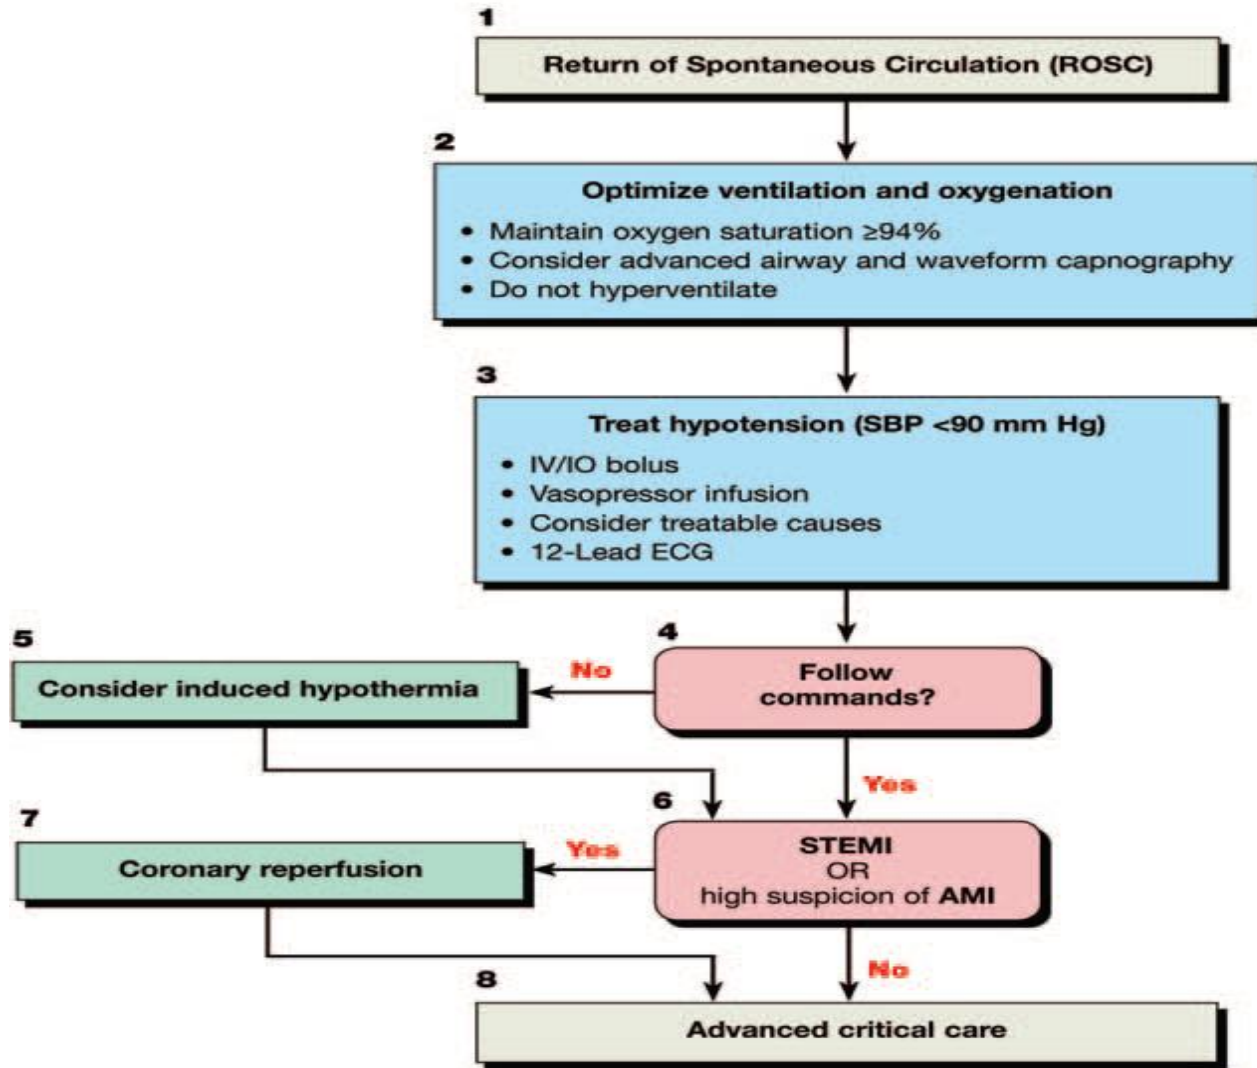 1
Return of Spontaneous Circulation (ROSC)
2
Optimize ventilation and oxygenation
• Maintain oxygen saturation ≥94%
• Consider advanced airway and waveform capnography
• Do not hyperventilate
3
Treat hypotension (SBP <90 mm Hg)
• IV/IO bolus
• Vasopressor infusion
• Consider treatable causes
• 12-Lead ECG
4
Follow
commands?
No
5
Consider induced hypothermia
Yes
6
STEMI
OR
high suspicion of AMI
Yes
7
Coronary reperfusion
No
8
Advanced critical care